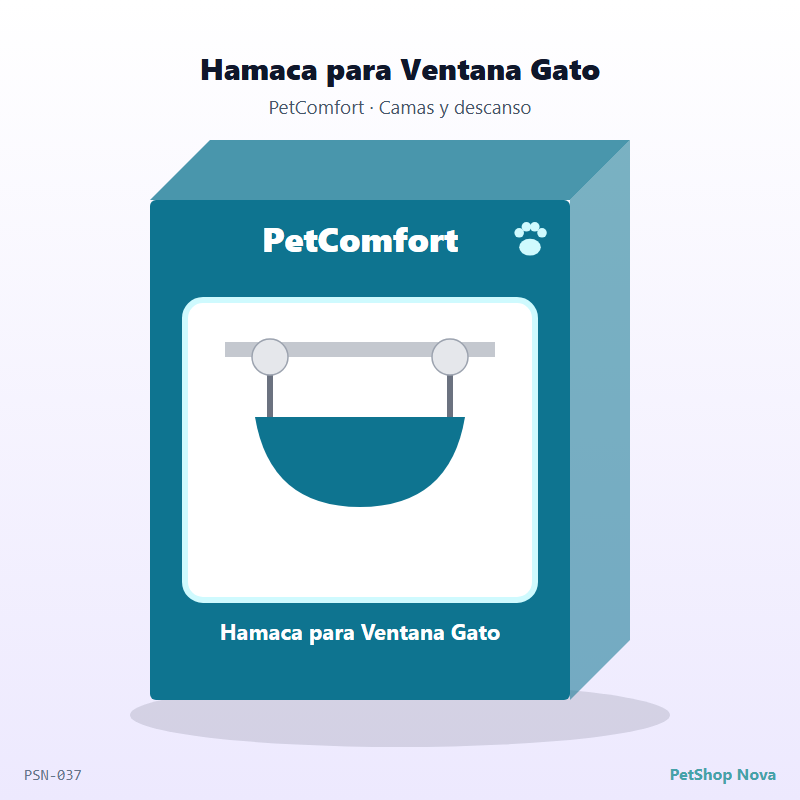 Hamaca para Ventana Gato
PetComfort · Camas y descanso
PetComfort
Hamaca para Ventana Gato
PSN-037
PetShop Nova